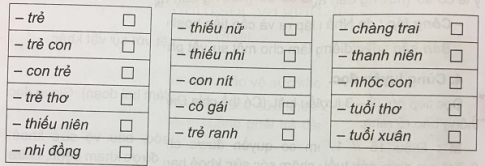 – trẻ □
– trẻ con □
– con trẻ □
– trẻ thơ □
– thiếu niên □
– nhi đồng □
– thiếu nữ □
– thiếu nhi □
– con nít □
– cô gái □
– trẻ ranh □
– chàng trai □
– thanh niên □
– nhóc con □
– tuổi thơ □
– tuổi xuân □